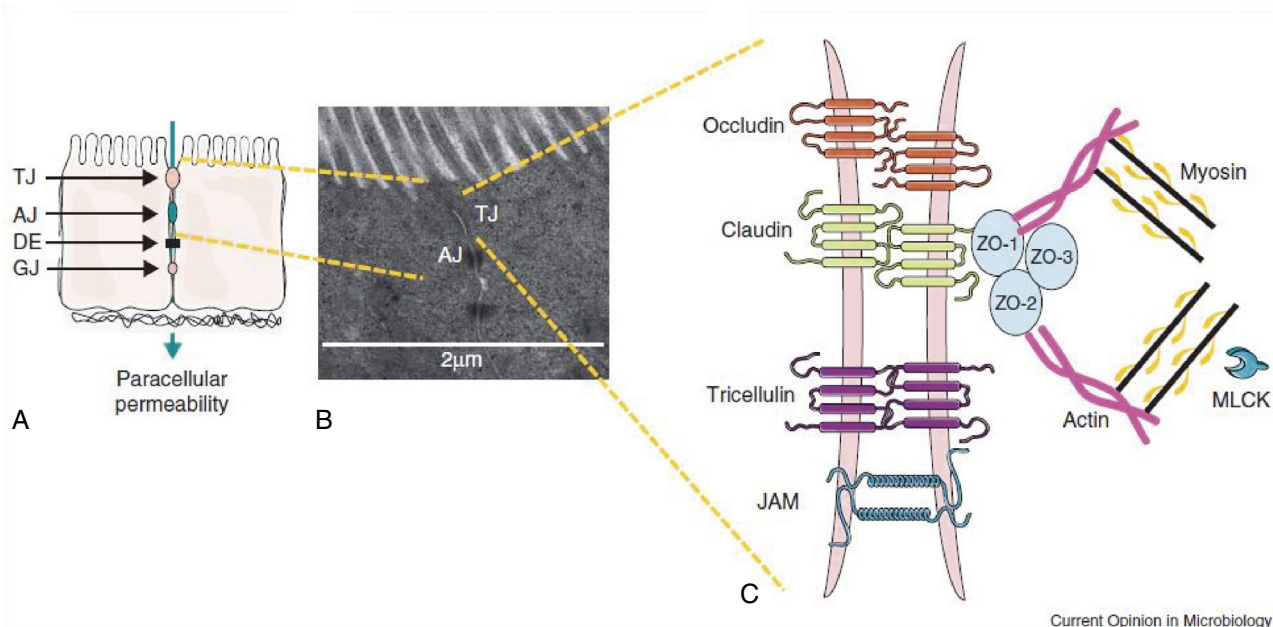 TJ
AJ
DE
GJ
Paracellular
permeability
A
TJ
AJ
2μm
B
Occludin
Claudin
Tricellulin
JAM
ZO-1
ZO-3
ZO-2
Myosin
Actin
MLCK
C
Current Opinion in Microbiology